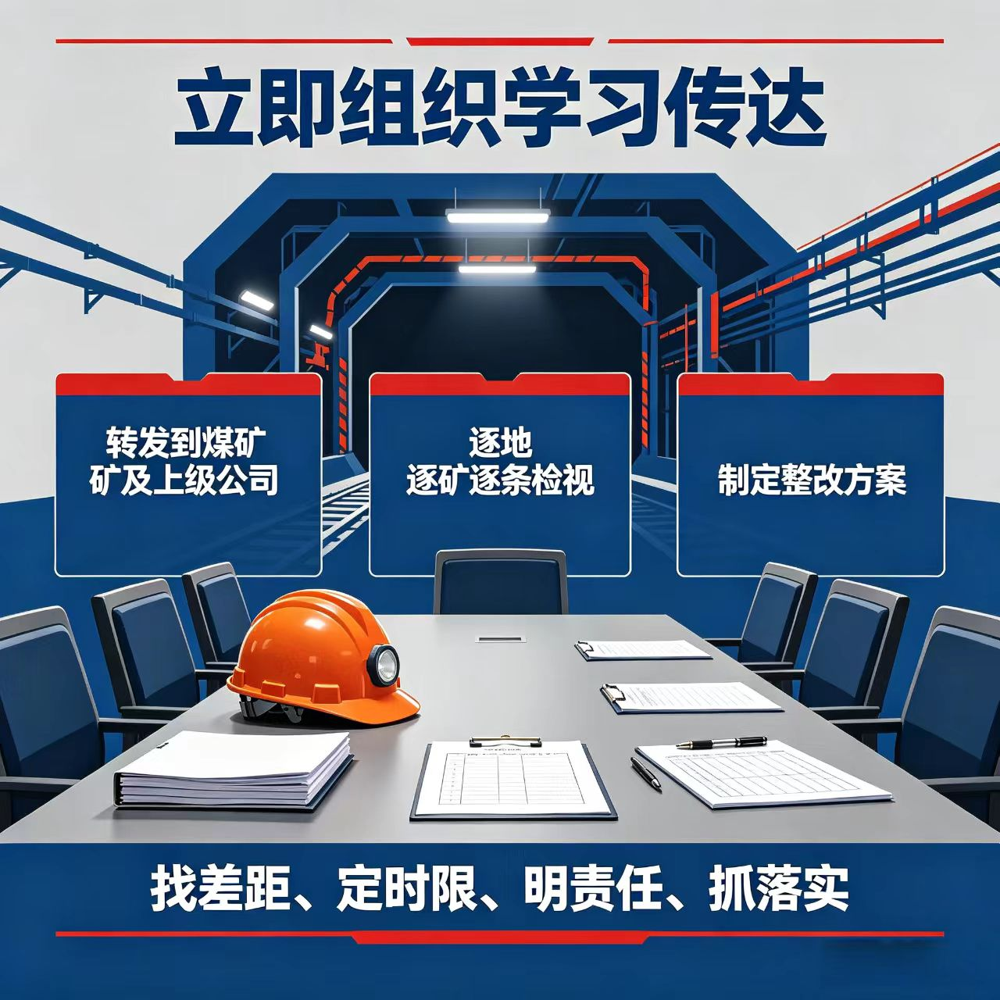 立即组织学习传达
转发到煤矿
矿及上级公司
逐地
逐矿逐条检视
制定整改方案
找差距、定时限、明责任、抓落实